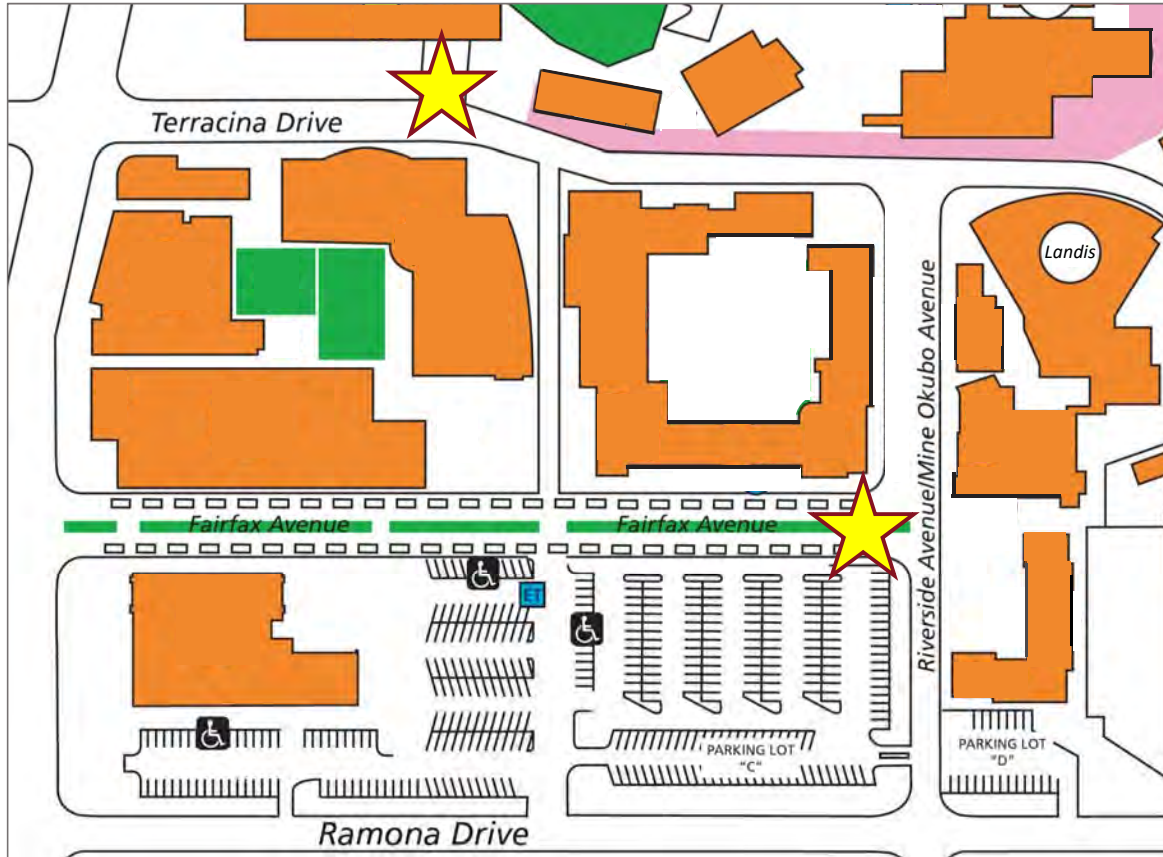 Terracina Drive
Landis
Riverside Avenue/Mine Okubo Avenue
Fairfax Avenue
Fairfax Avenue
ET
PARKING LOT
"C"
PARKING LOT
"D"
Ramona Drive